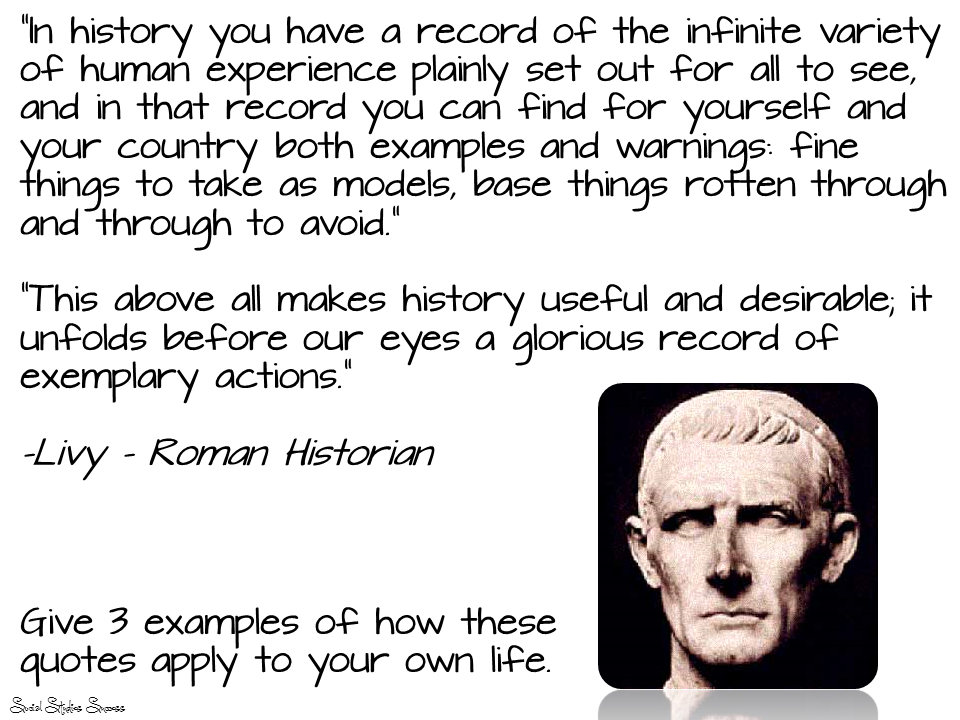 "In history you have a record of the infinite variety
of human experience plainly set out for all to see,
and in that record you can find for yourself and
your country both examples and warnings: fine
things to take as models, base things rotten through
and through to avoid."
"This above all makes history useful and desirable; it
unfolds before our eyes a glorious record of
exemplary actions."
-Livy - Roman Historian
Give 3 examples of how these
quotes apply to your own life.
Social Studies Success